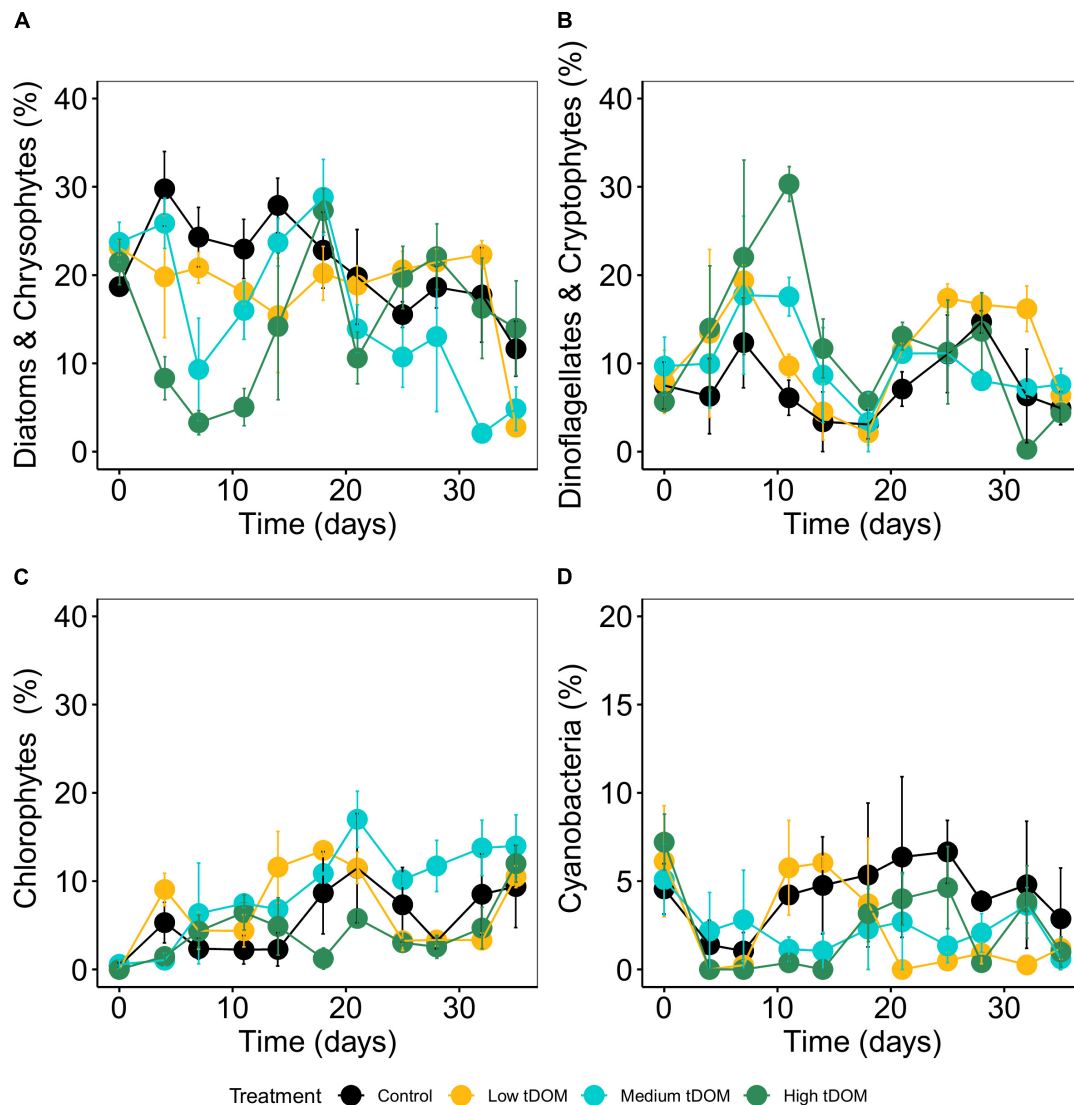 A
Diatoms & Chrysophytes (%)
40
30
20
10
0
0 10 20 30
Time (days)
B
Dinoflagellates & Cryptophytes (%)
40
30
20
10
0
0 10 20 30
Time (days)
C
Chlorophytes (%)
40
30
20
10
0
0 10 20 30
Time (days)
D
Cyanobacteria (%)
20
15
10
5
0
0 10 20 30
Time (days)
Treatment Control Low tDOM Medium tDOM High tDOM